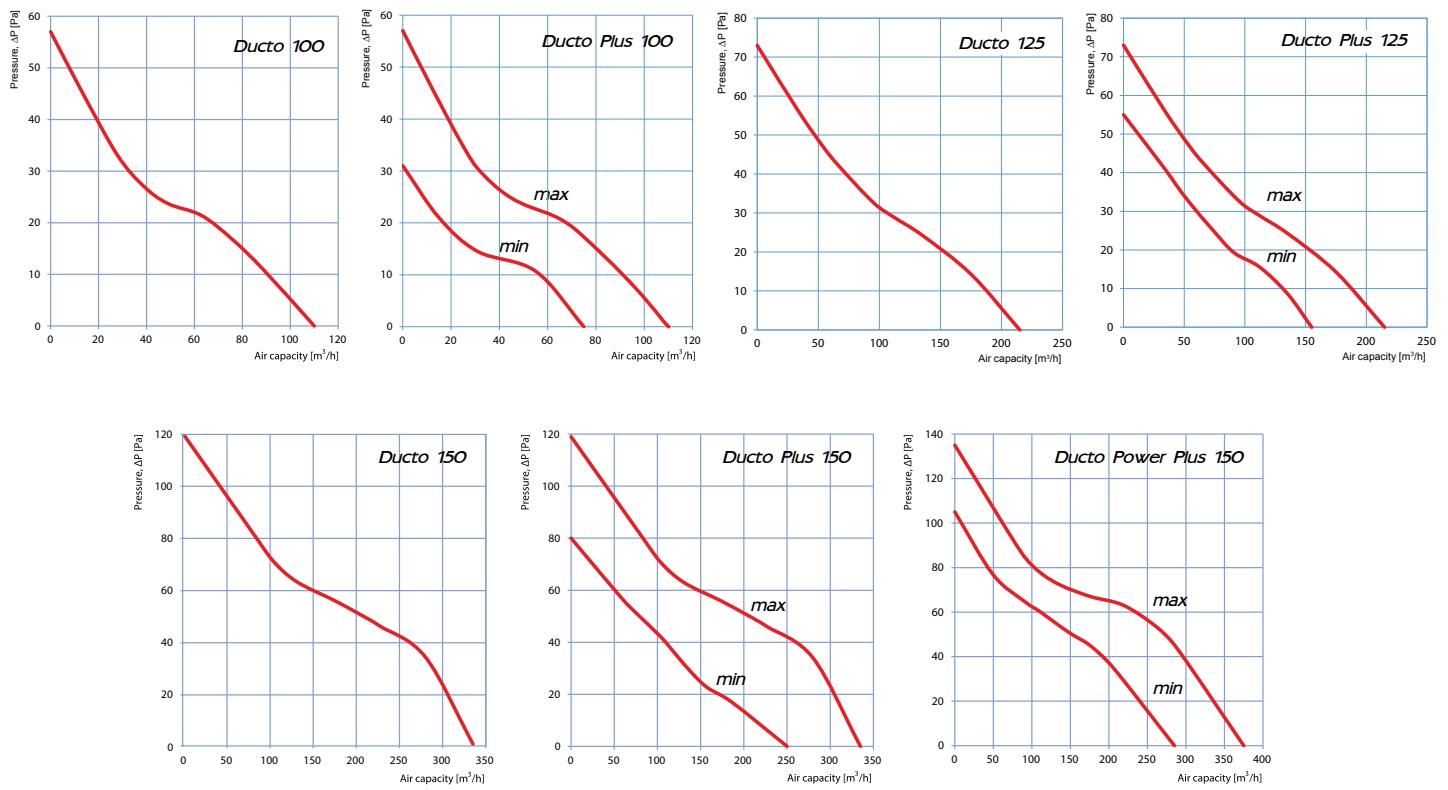 Pressure, ΔP [Pa]
Ducto 100
60
50
40
30
20
10
0
0 20 40 60 80 100 120
Air capacity [m³/h]
Pressure, ΔP [Pa]
Ducto Plus 100
60
50
40
30
20
10
0
max
min
0 20 40 60 80 100 120
Air capacity [m³/h]
Pressure, ΔP [Pa]
Ducto 125
80
70
60
50
40
30
20
10
0
0 50 100 150 200 250
Air capacity [m³/h]
Pressure, ΔP [Pa]
Ducto Plus 125
80
70
60
50
40
30
20
10
0
max
min
0 50 100 150 200 250
Air capacity [m³/h]
Pressure, ΔP [Pa]
Ducto 150
120
100
80
60
40
20
0
0 50 100 150 200 250 300 350
Air capacity [m³/h]
Pressure, ΔP [Pa]
Ducto Plus 150
120
100
80
60
40
20
0
max
min
0 50 100 150 200 250 300 350
Air capacity [m³/h]
Pressure, ΔP [Pa]
Ducto Power Plus 150
140
120
100
80
60
40
20
0
max
min
0 50 100 150 200 250 300 350 400
Air capacity [m³/h]